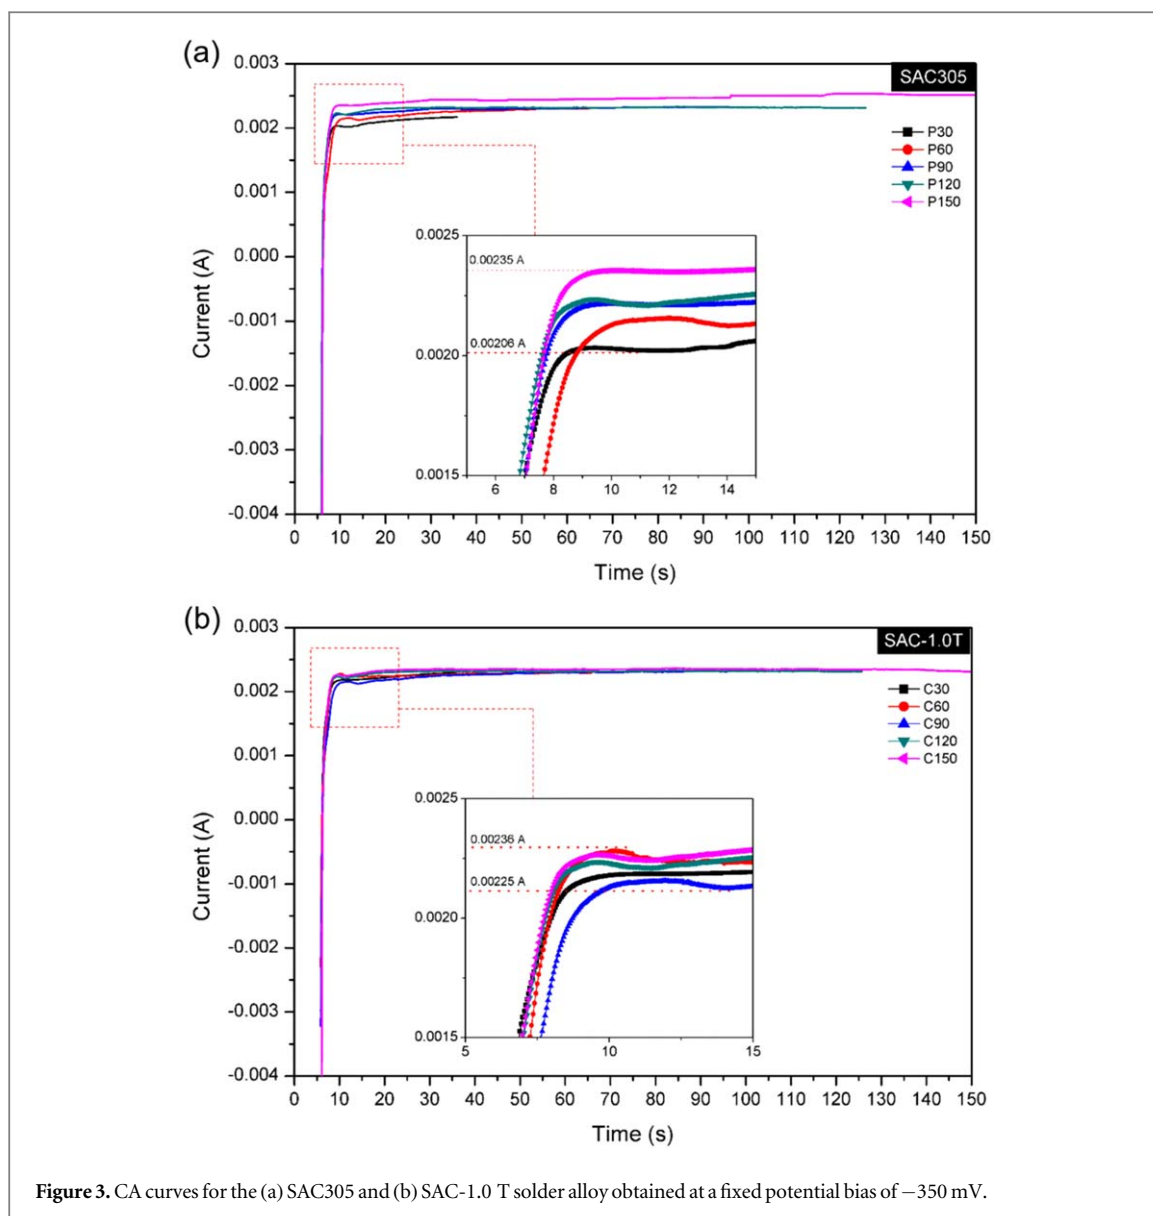 (a)
SAC305
0.003
0.002
0.001
0.000
-0.001
-0.002
-0.003
-0.004
Current (A)
P30
P60
P90
P120
P150
0.0025
0.00235 A
0.00206 A
0.0020
0.0015
6 8 10 12 14
0 10 20 30 40 50 60 70 80 90 100 110 120 130 140 150
Time (s)
(b)
SAC-1.0T
0.003
0.002
0.001
0.000
-0.001
-0.002
-0.003
-0.004
Current (A)
C30
C60
C90
C120
C150
0.0025
0.00236 A
0.00225 A
0.0020
0.0015
5 10 15
0 10 20 30 40 50 60 70 80 90 100 110 120 130 140 150
Time (s)
Figure 3. CA curves for the (a) SAC305 and (b) SAC-1.0 T solder alloy obtained at a fixed potential bias of −350 mV.